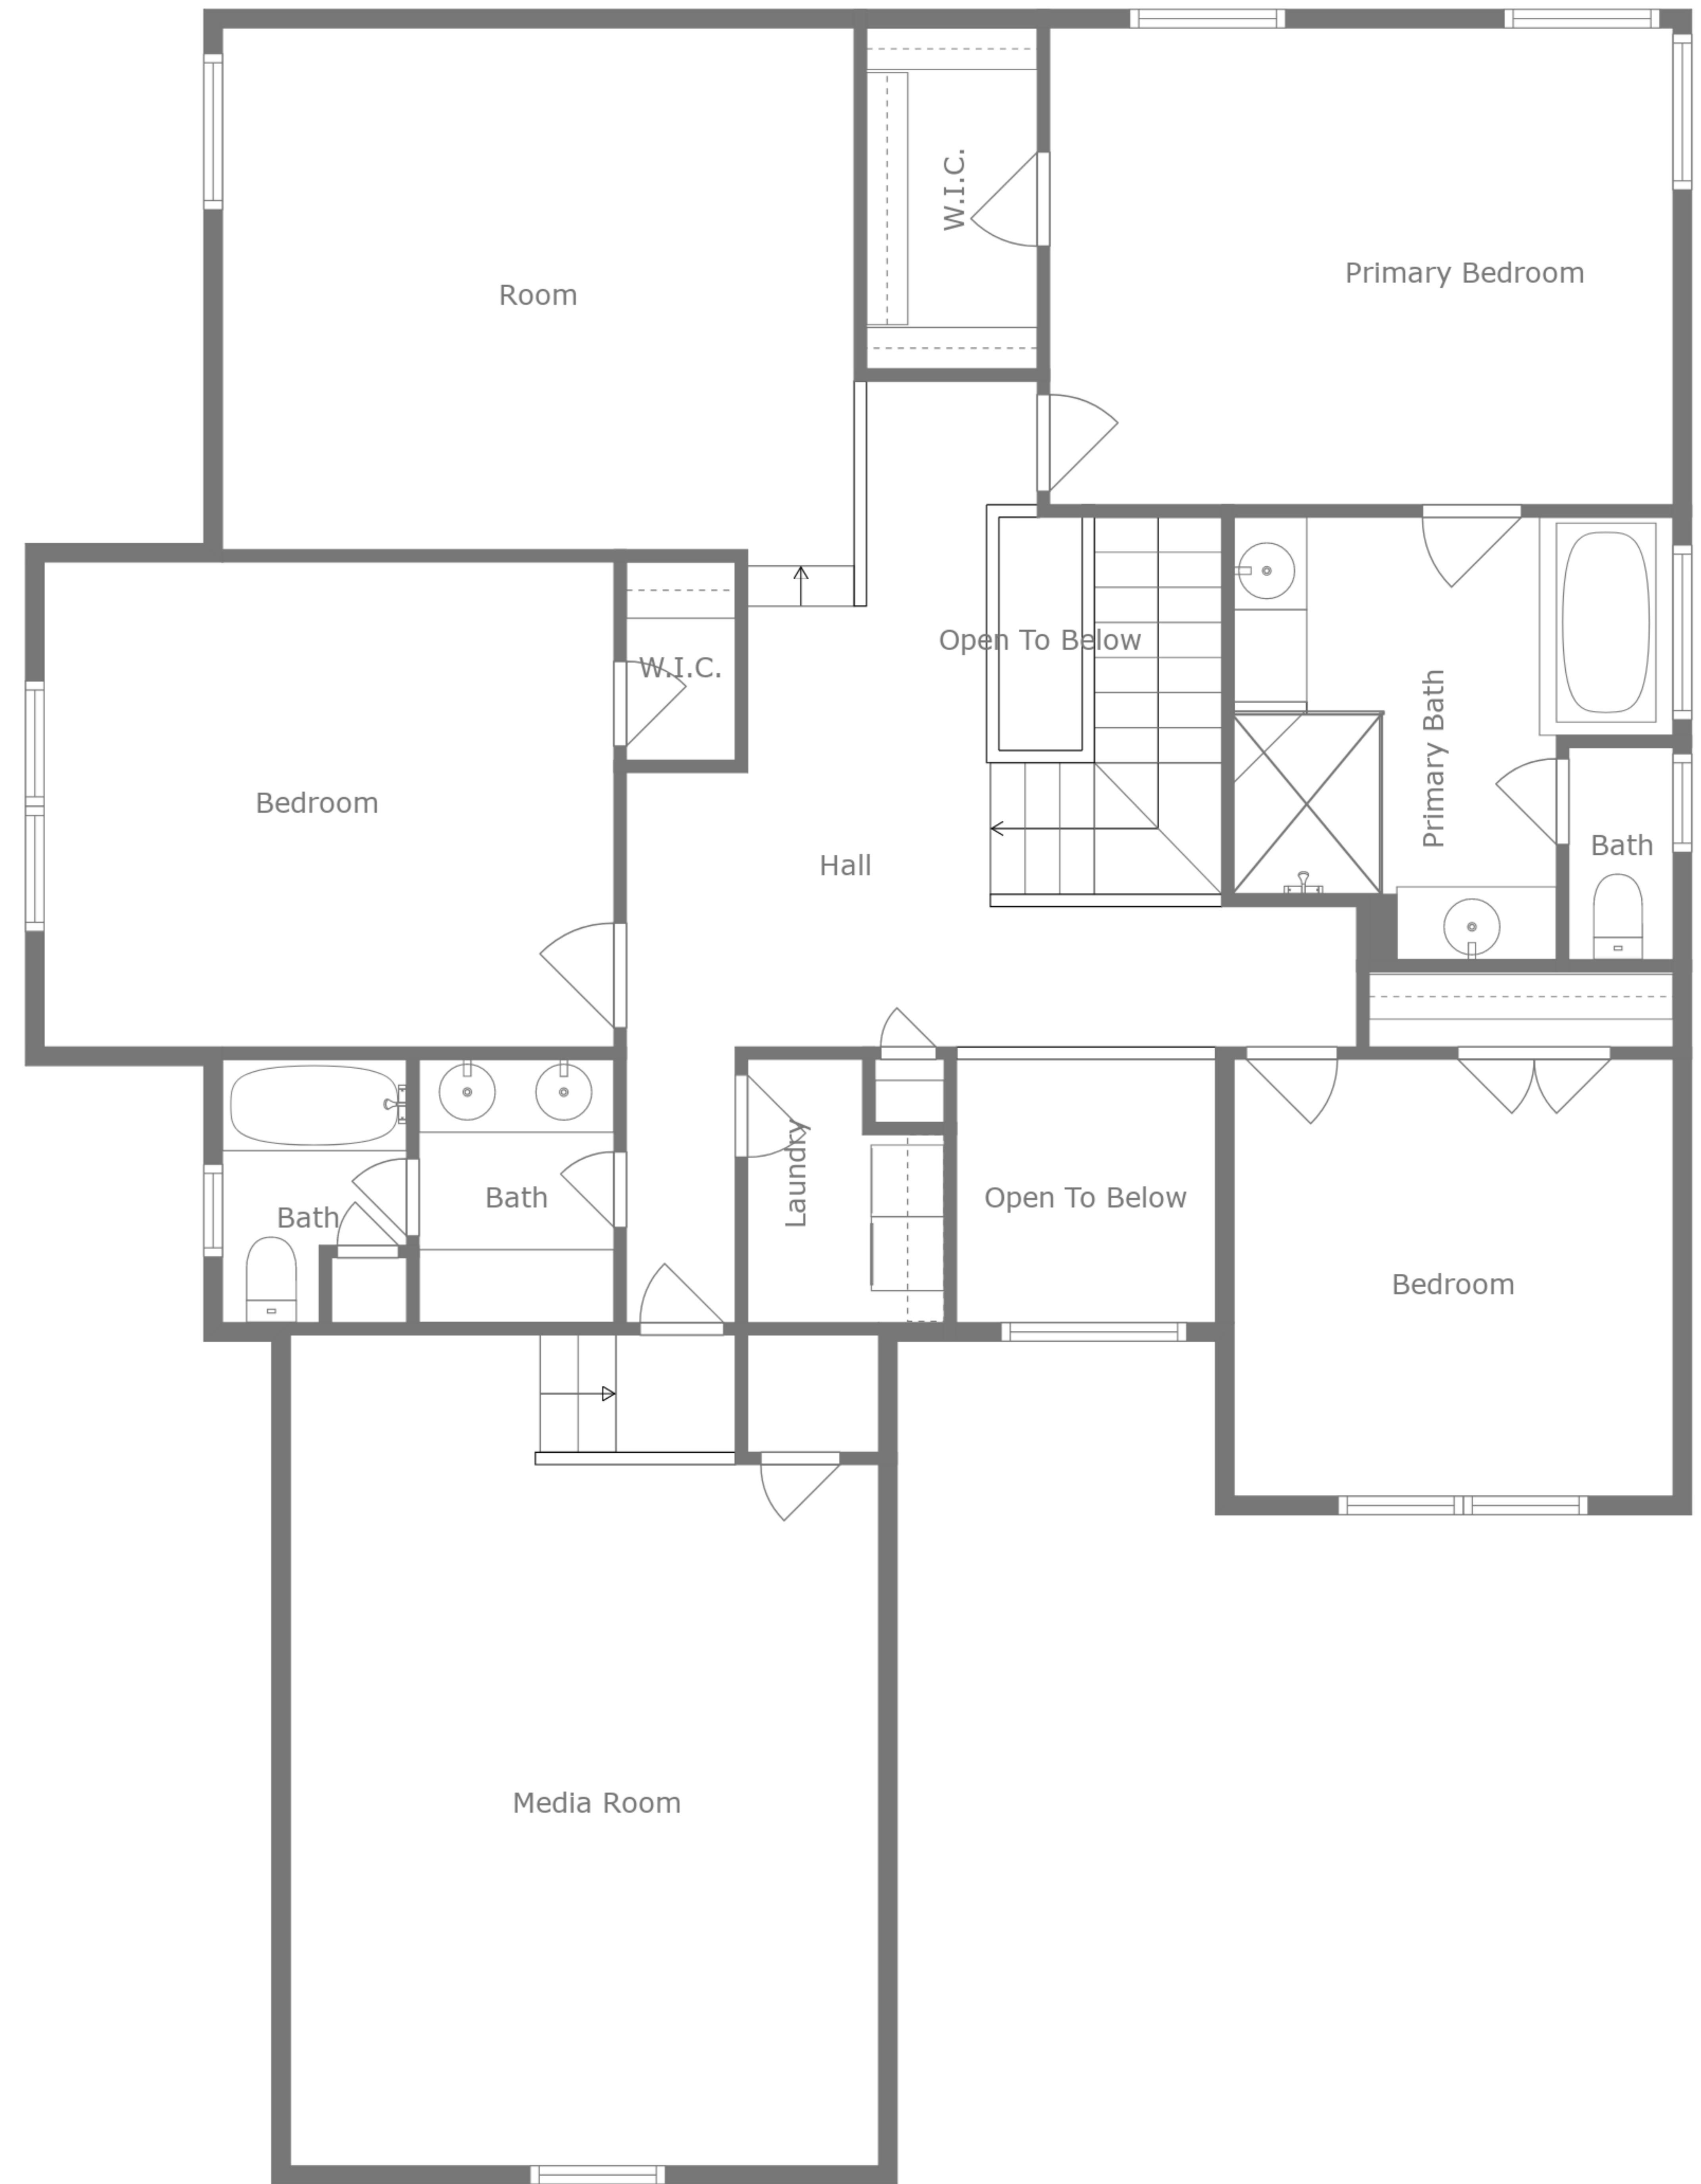 W.I.C.
Primary Bedroom
Room
Open To Below
W.I.C.
Primary Bath
Bedroom
Bath
Hall
Laundry
Bath
Bath
Open To Below
Bedroom
Media Room